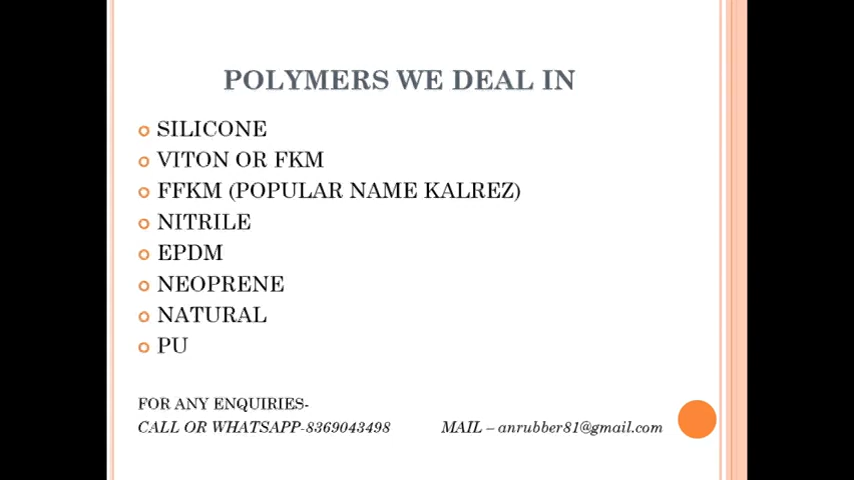 POLYMERS WE DEAL IN
SILICONE
VITON OR FKM
FFKM (POPULAR NAME KALREZ)
NITRILE
EPDM
NEOPRENE
NATURAL
PU
FOR ANY ENQUIRIES-
CALL OR WHATSAPP-8369043498 MAIL – anrubber81@gmail.com